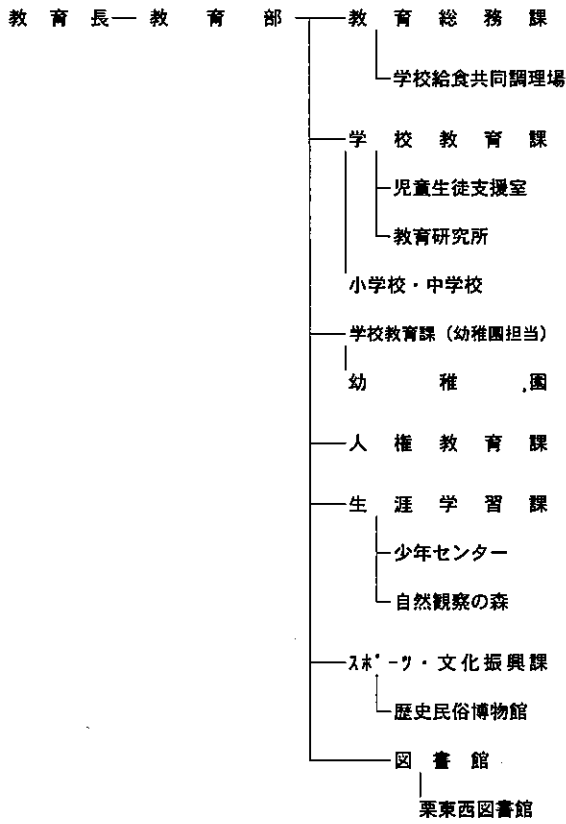 教育長 教育部 教育総務課
学校給食共同調理場
学校教育課
児童生徒支援室
教育研究所
小学校・中学校
学校教育課（幼稚園担当）
幼稚園
人権教育課
生涯学習課
少年センター
自然観察の森
ｽﾎﾟｰﾂ・文化振興課
歴史民俗博物館
図書館
栗東西図書館